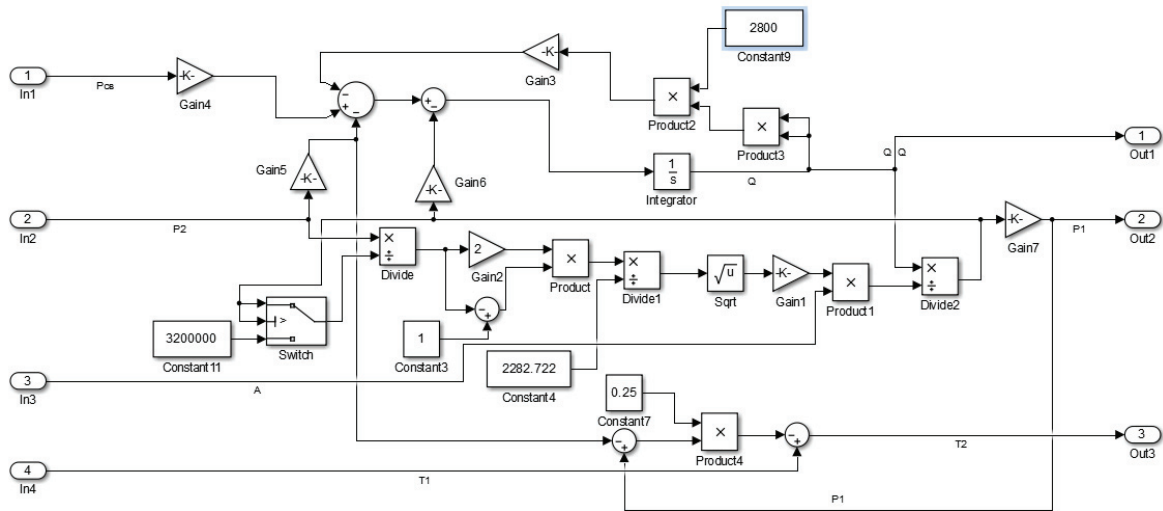 2800
Constant9
-K-
Gain3
1
In1
Pсв
-K-
Gain4
×
Product2
×
Product3
1
Out1
Q Q
-K-
Gain5
-K-
Gain6
1
s
Integrator
Q
2
In2
P2
-K-
Gain7
P1
2
Out2
×
÷
Divide
2
Gain2
×
Product
×
÷
Divide1
√u
Sqrt
-K-
Gain1
×
Product1
×
÷
Divide2
3200000
Constant11
>
Switch
1
Constant3
2282.722
Constant4
3
In3
A
0.25
Constant7
×
Product4
T2
3
Out3
4
In4
T1
P1